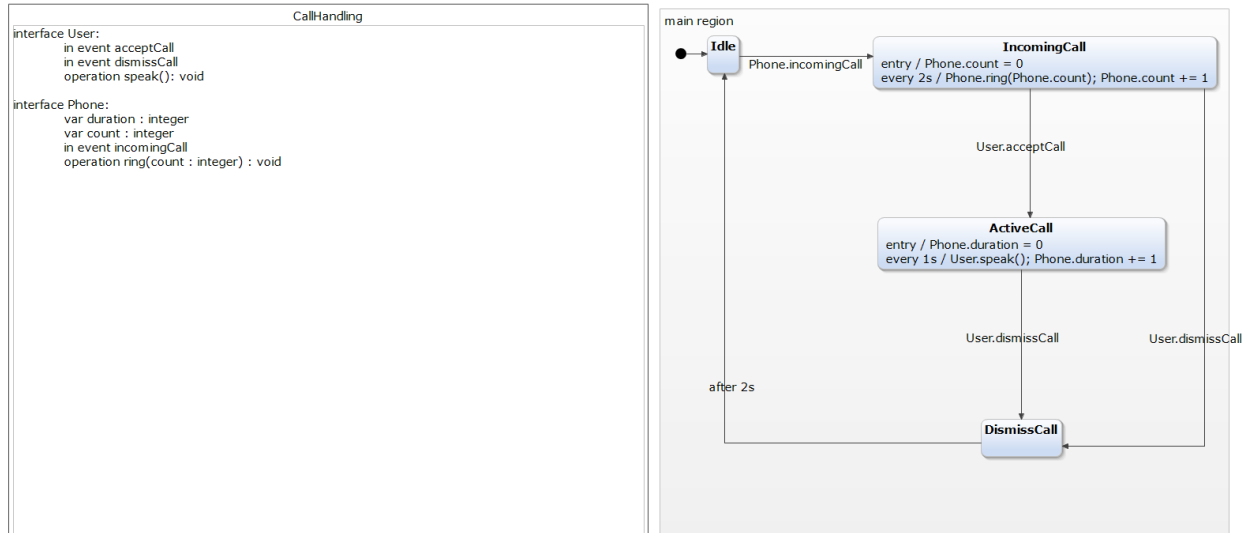 CallHandling
interface User:
in event acceptCall
in event dismissCall
operation speak(): void
interface Phone:
var duration : integer
var count : integer
in event incomingCall
operation ring(count : integer) : void
main region
Idle
Phone.incomingCall
IncomingCall
entry / Phone.count = 0
every 2s / Phone.ring(Phone.count); Phone.count += 1
User.acceptCall
ActiveCall
entry / Phone.duration = 0
every 1s / User.speak(); Phone.duration += 1
User.dismissCall
User.dismissCall
after 2s
DismissCall